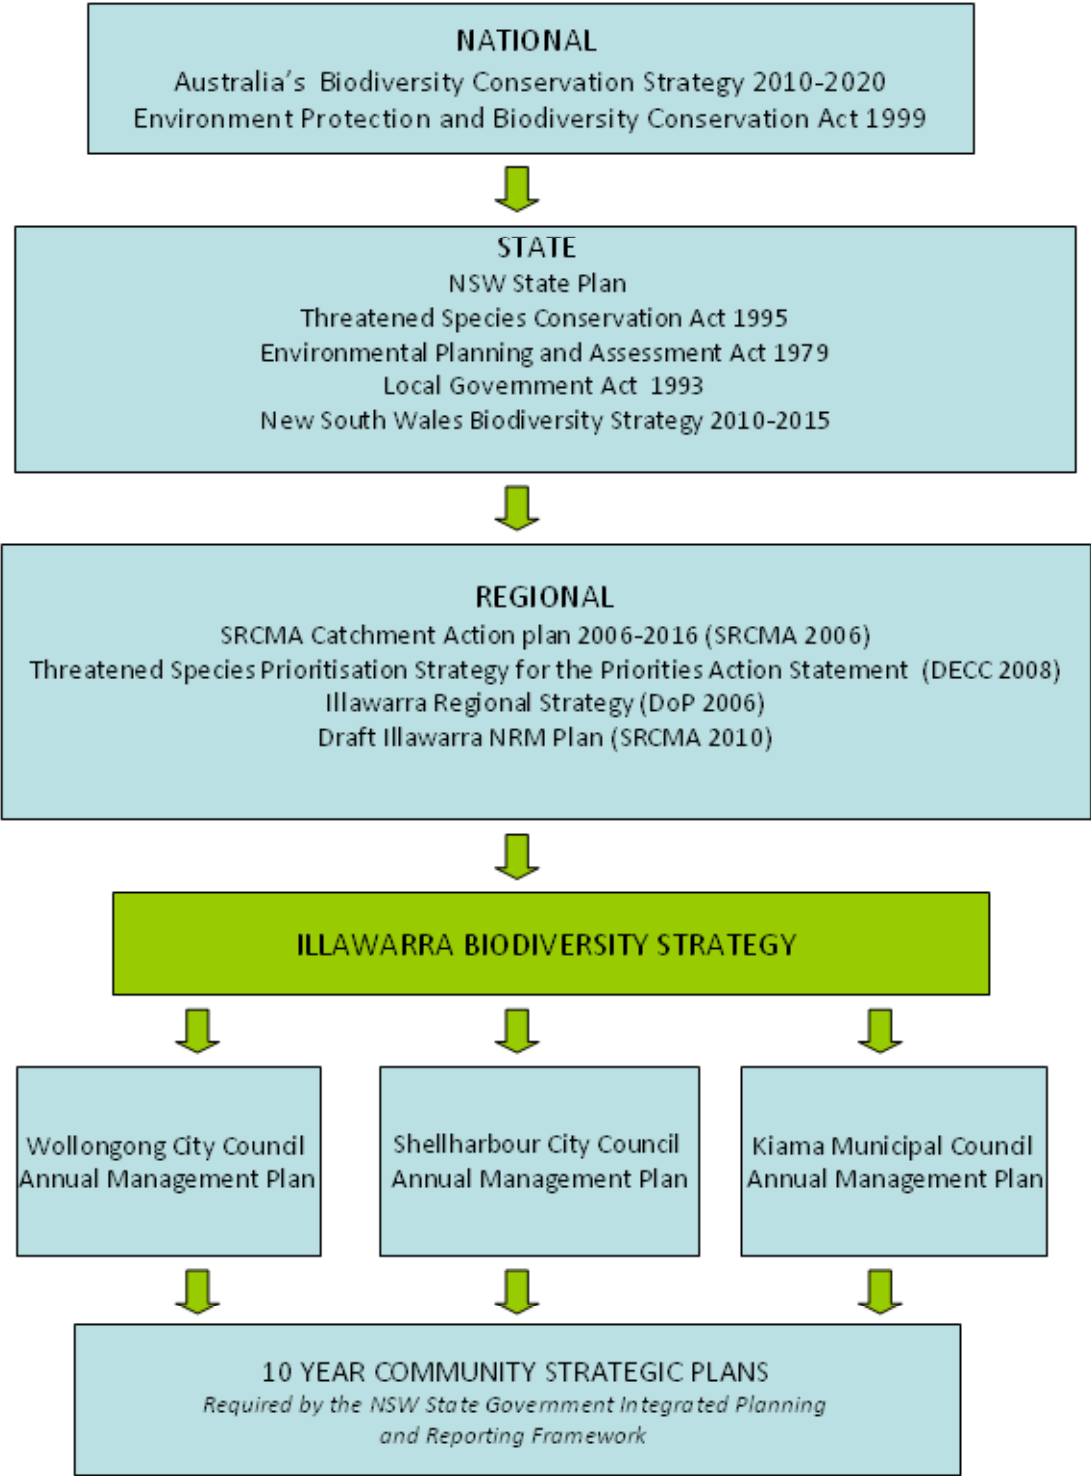 NATIONAL
Australia's Biodiversity Conservation Strategy 2010-2020
Environment Protection and Biodiversity Conservation Act 1999
STATE
NSW State Plan
Threatened Species Conservation Act 1995
Environmental Planning and Assessment Act 1979
Local Government Act 1993
New South Wales Biodiversity Strategy 2010-2015
REGIONAL
SRCMA Catchment Action plan 2006-2016 (SRCMA 2006)
Threatened Species Prioritisation Strategy for the Priorities Action Statement (DECC 2008)
Illawarra Regional Strategy (DoP 2006)
Draft Illawarra NRM Plan (SRCMA 2010)
ILLAWARRA BIODIVERSITY STRATEGY
Wollongong City Council
Annual Management Plan
Shellharbour City Council
Annual Management Plan
Kiama Municipal Council
Annual Management Plan
10 YEAR COMMUNITY STRATEGIC PLANS
Required by the NSW State Government Integrated Planning
and Reporting Framework